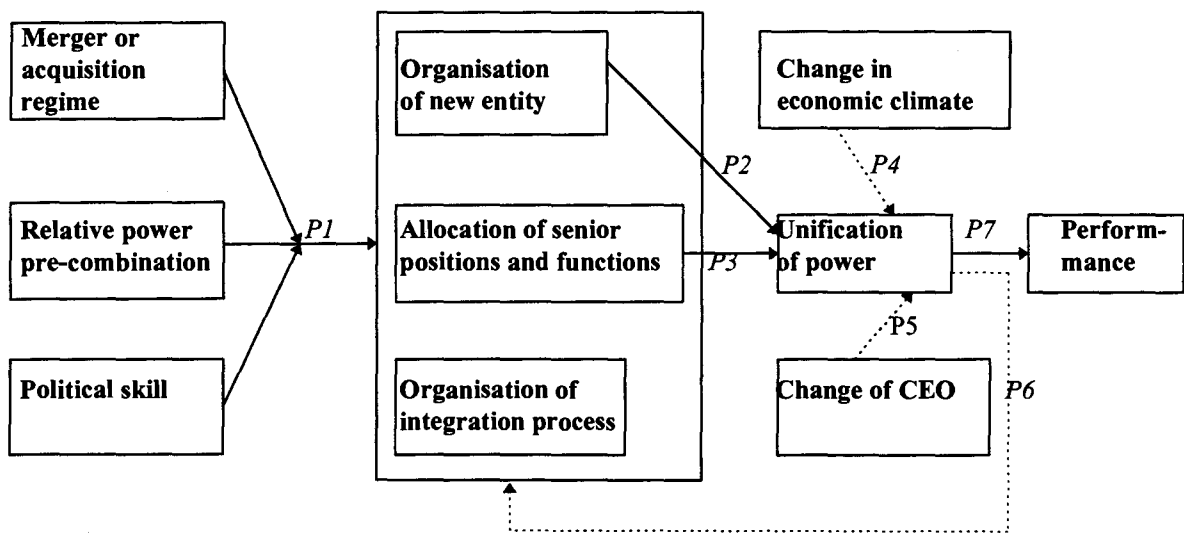 Merger or
acquisition
regime
Relative power
pre-combination
Political skill
P1
Organisation
of new entity
Allocation of senior
positions and functions
Organisation of
integration process
P2
P3
Change in
economic climate
P4
Unification
of power
P5
Change of CEO
P6
P7
Perform-
mance